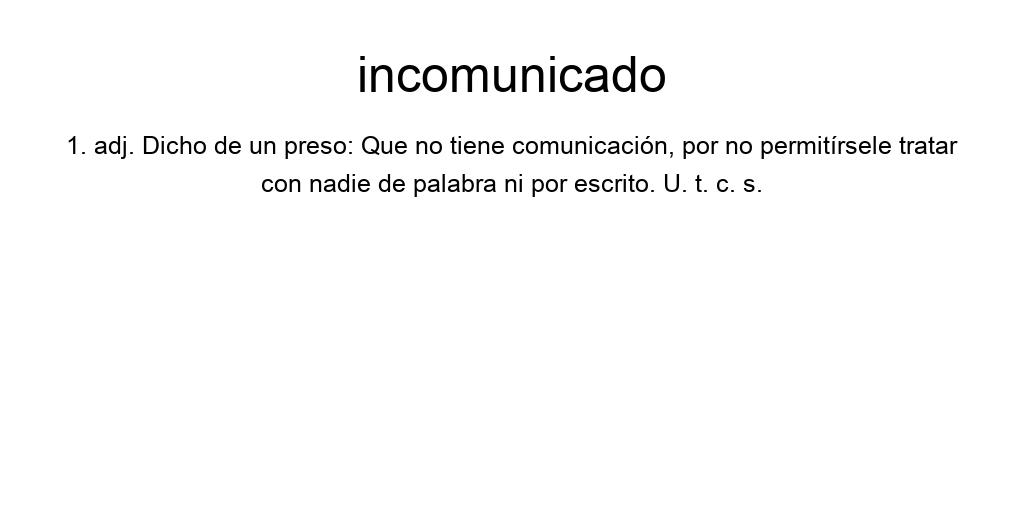 incomunicado
1. adj. Dicho de un preso: Que no tiene comunicación, por no permitírsele tratar
con nadie de palabra ni por escrito. U. t. c. s.